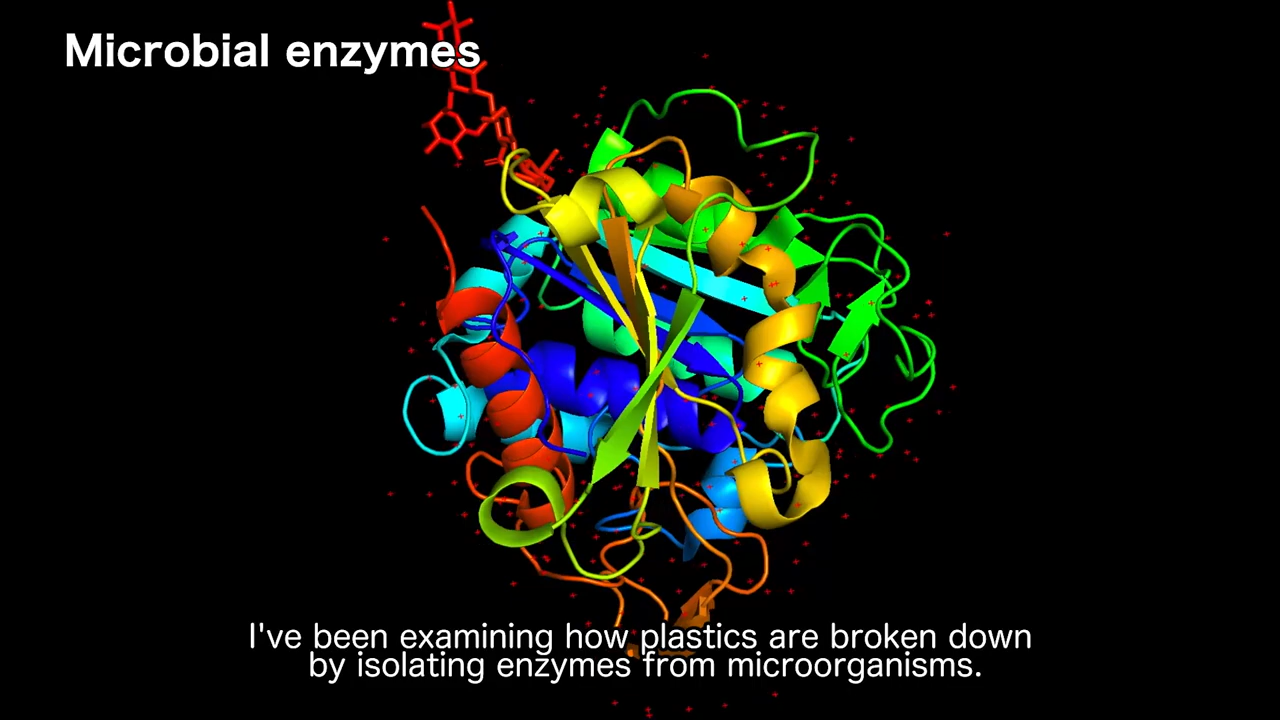 Microbial enzymes
I've been examining how plastics are broken down
by isolating enzymes from microorganisms.